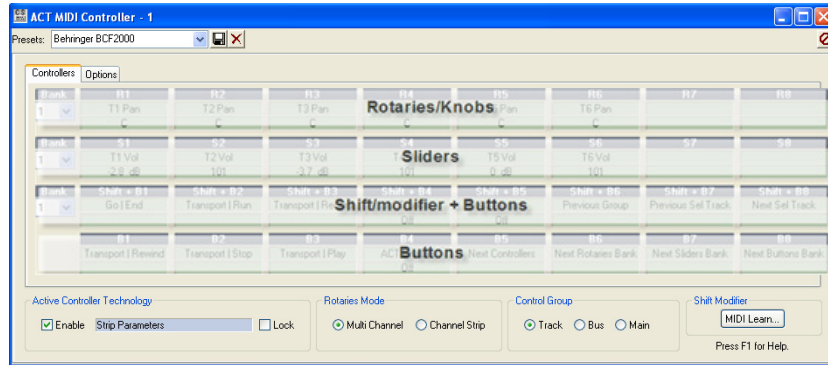 ACT MIDI Controller - 1
Presets: Behringer BCF2000
Controllers Options
Bank R1 R2 R3 R4 R5 R6 R7 R8
1 T1 Pan T2 Pan T3 Pan Rotaries/Knobs Pan T6 Pan
C C C C C C
Bank S1 S2 S3 S5 S6 S7 S8
1 T1 Vol T2 Vol T3 Vol Sliders T5 Vol T6 Vol
-2.8 dB 101 -3.7 dB 101 0 dB 101
Bank Shift + B1 Shift + B2 Shift + B3 Shift + B4 Shift + B5 Shift + B6 Shift + B7 Shift + B8
1 Go | End Transport | Run Shift/modifier + Buttons Previous Group Previous Sel Track Next Sel Track
Off Off
B1 B2 B3 B4 B5 B6 B7 B8
Transport | Rewind Transport | Stop Transport | Play Buttons Next Controllers Next Rotaries Bank Next Sliders Bank Next Buttons Bank
Off
Active Controller Technology Rotaries Mode Control Group Shift Modifier
Enable Strip Parameters Lock Multi Channel Channel Strip Track Bus Main MIDI Learn...
Press F1 for Help.